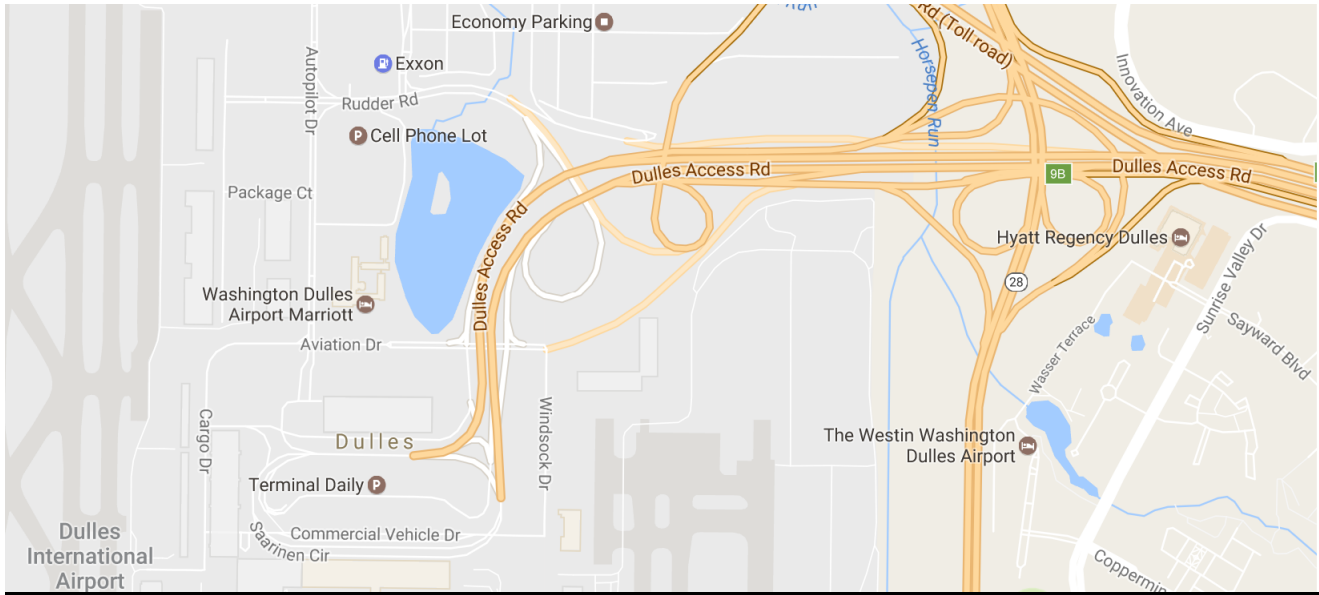 Economy Parking
Rd (Toll road)
Horsepen Run
Innovation Ave
Exxon
Autopilot Dr
Rudder Rd
P Cell Phone Lot
Dulles Access Rd
Dulles Access Rd
9B
Package Ct
Dulles Access Rd
Hyatt Regency Dulles
Sunrise Valley Dr
28
Washington Dulles
Airport Marriott
Aviation Dr
Wasser Terrace
Sayward Blvd
Cargo Dr
Windsock Dr
Dulles
The Westin Washington
Dulles Airport
Terminal Daily P
Commercial Vehicle Dr
Saarinen Cir
Dulles
International
Airport
Coppermin